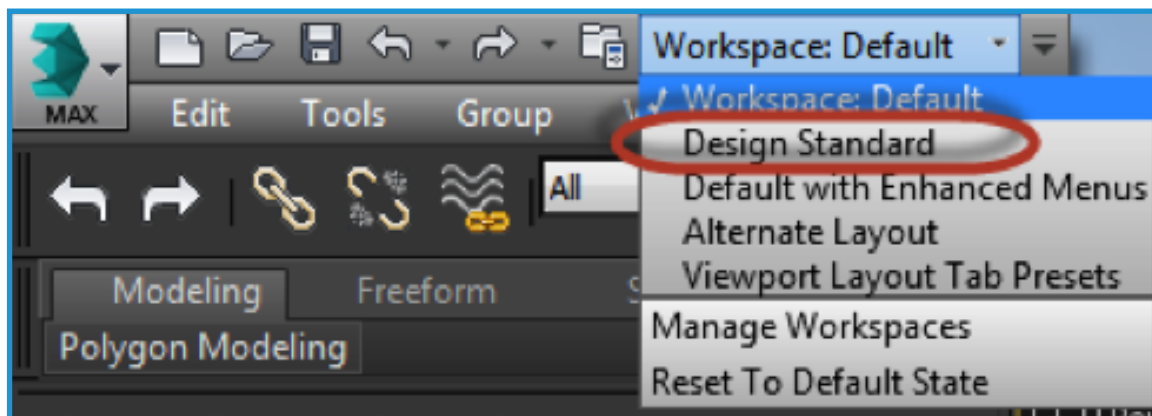 Workspace: Default
MAX
Edit Tools Group
✓ Workspace: Default
Design Standard
Default with Enhanced Menus
Alternate Layout
Viewport Layout Tab Presets
Manage Workspaces
Reset To Default State
All
Modeling Freeform
Polygon Modeling